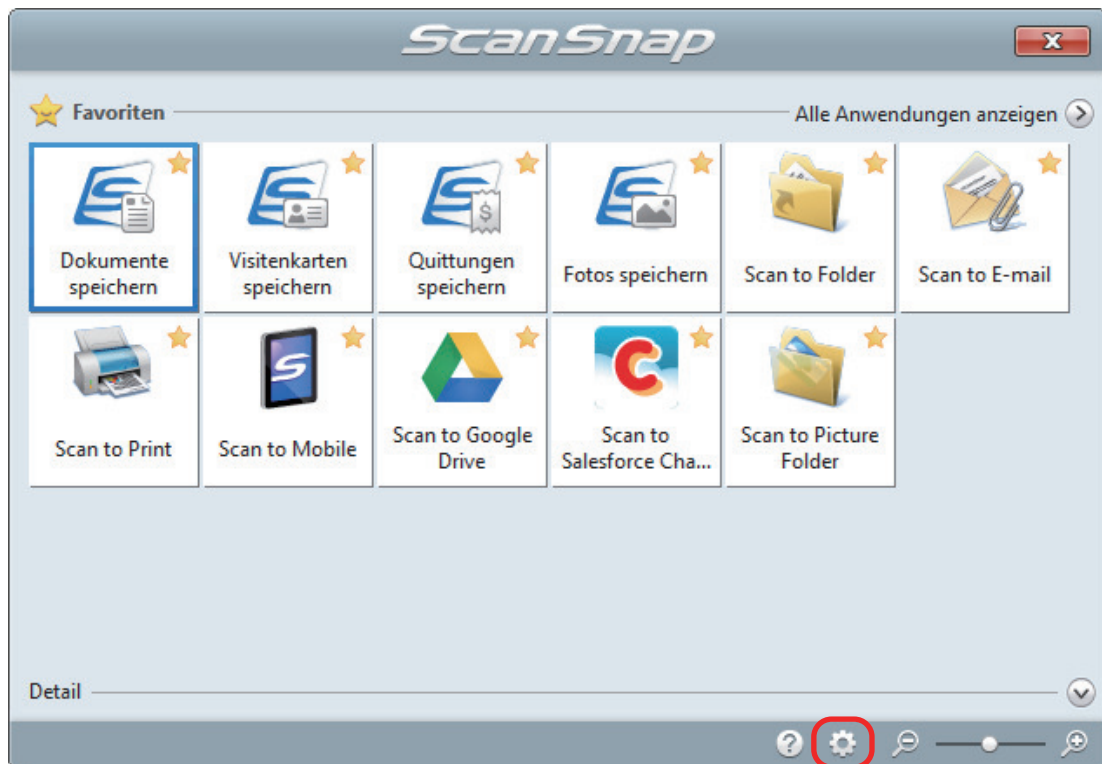 ScanSnap
x
Favoriten
Alle Anwendungen anzeigen
Dokumente
speichern
Visitenkarten
speichern
Quittungen
speichern
Fotos speichern
Scan to Folder
Scan to E-mail
Scan to Print
Scan to Mobile
Scan to Google
Drive
Scan to
Salesforce Cha...
Scan to Picture
Folder
Detail
?